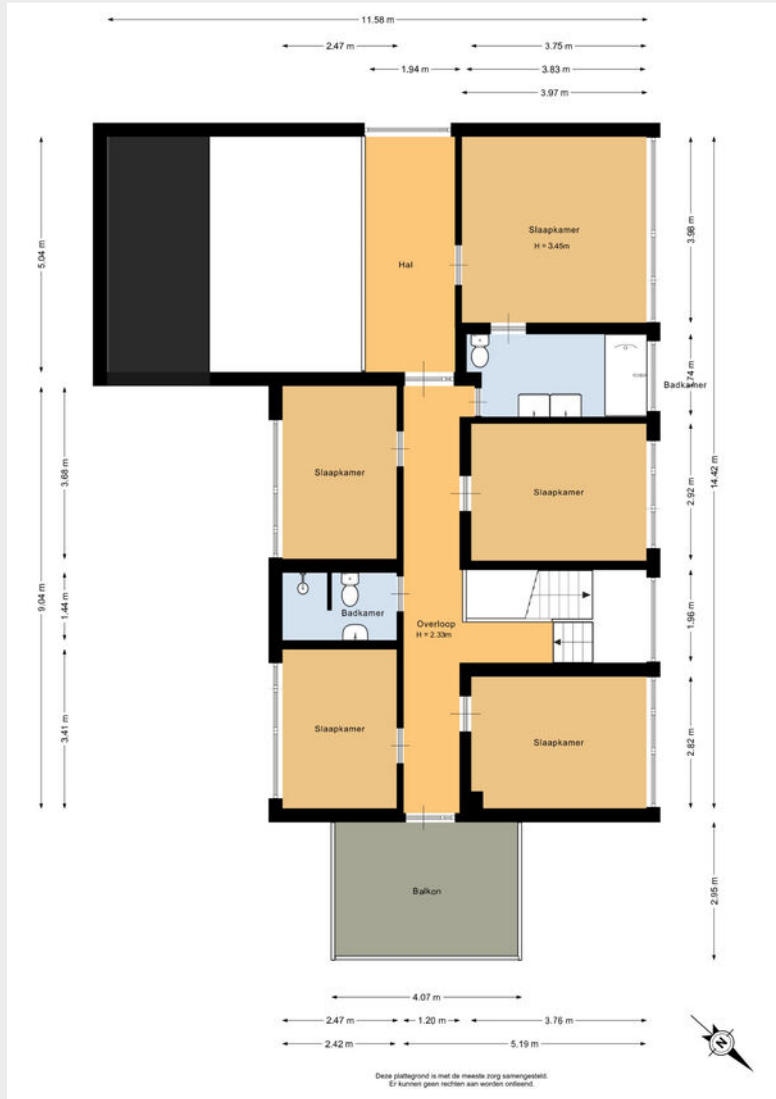 11.58 m
2.47 m
3.75 m
1.94 m
3.83 m
3.97 m
5.04 m
3.98 m
Slaapkamer
H = 3.45m
Hal
1.74 m
Badkamer
9.04 m
3.68 m
14.42 m
2.92 m
Slaapkamer
Slaapkamer
1.44 m
1.96 m
Badkamer
Overloop
H = 2.33m
3.41 m
2.82 m
Slaapkamer
Slaapkamer
Balkon
2.95 m
4.07 m
2.47 m
1.20 m
3.76 m
2.42 m
5.19 m
N
Deze plattegrond is met de meeste zorg samengesteld.
Er kunnen geen rechten aan worden ontleend.